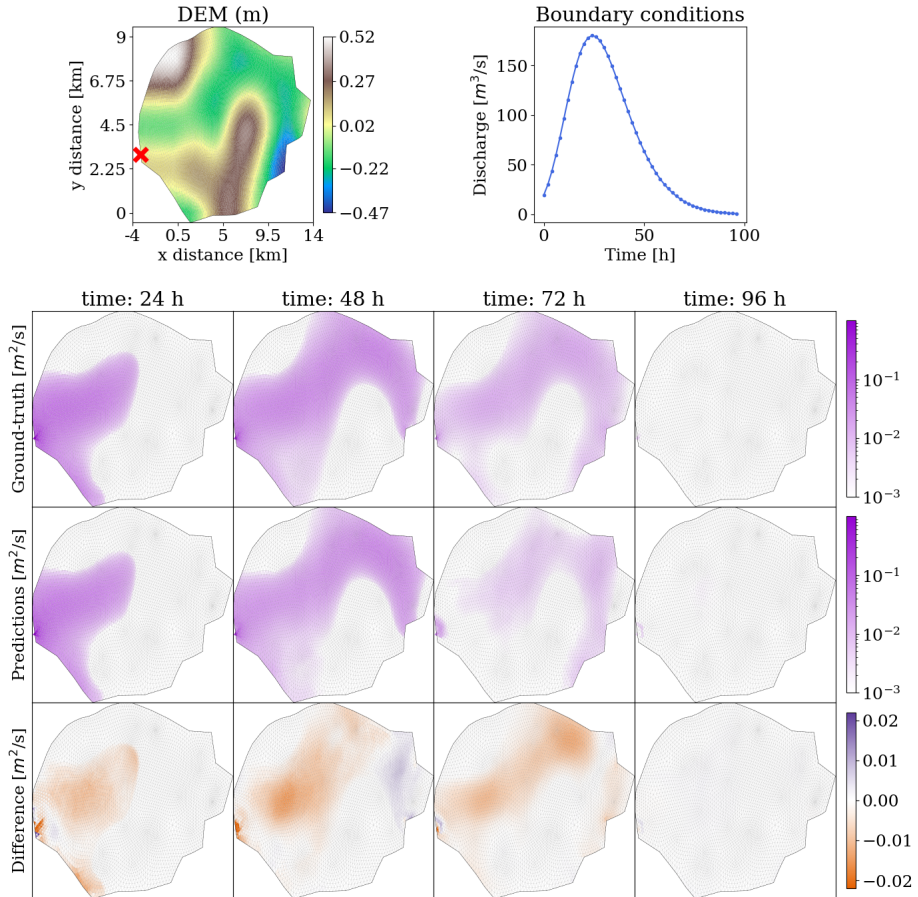 DEM (m)
Boundary conditions
y distance [km]
9
6.75
4.5
2.25
0
-4
0.5
5
9.5
14
x distance [km]
0.52
0.27
0.02
−0.22
−0.47
Discharge [m³/s]
150
100
50
0
0
50
100
Time [h]
time: 24 h
time: 48 h
time: 72 h
time: 96 h
Ground-truth [m²/s]
10⁻¹
10⁻²
10⁻³
Predictions [m²/s]
10⁻¹
10⁻²
10⁻³
Difference [m²/s]
0.02
0.01
0.00
−0.01
−0.02